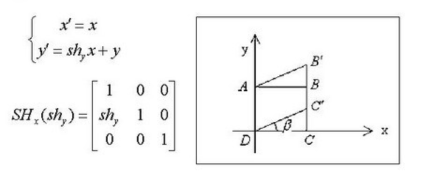 x' = x
y' = sh_y x + y
SH_x(sh_y) =
1 0 0
sh_y 1 0
0 0 1
y
B'
A B
C'
β x
D C